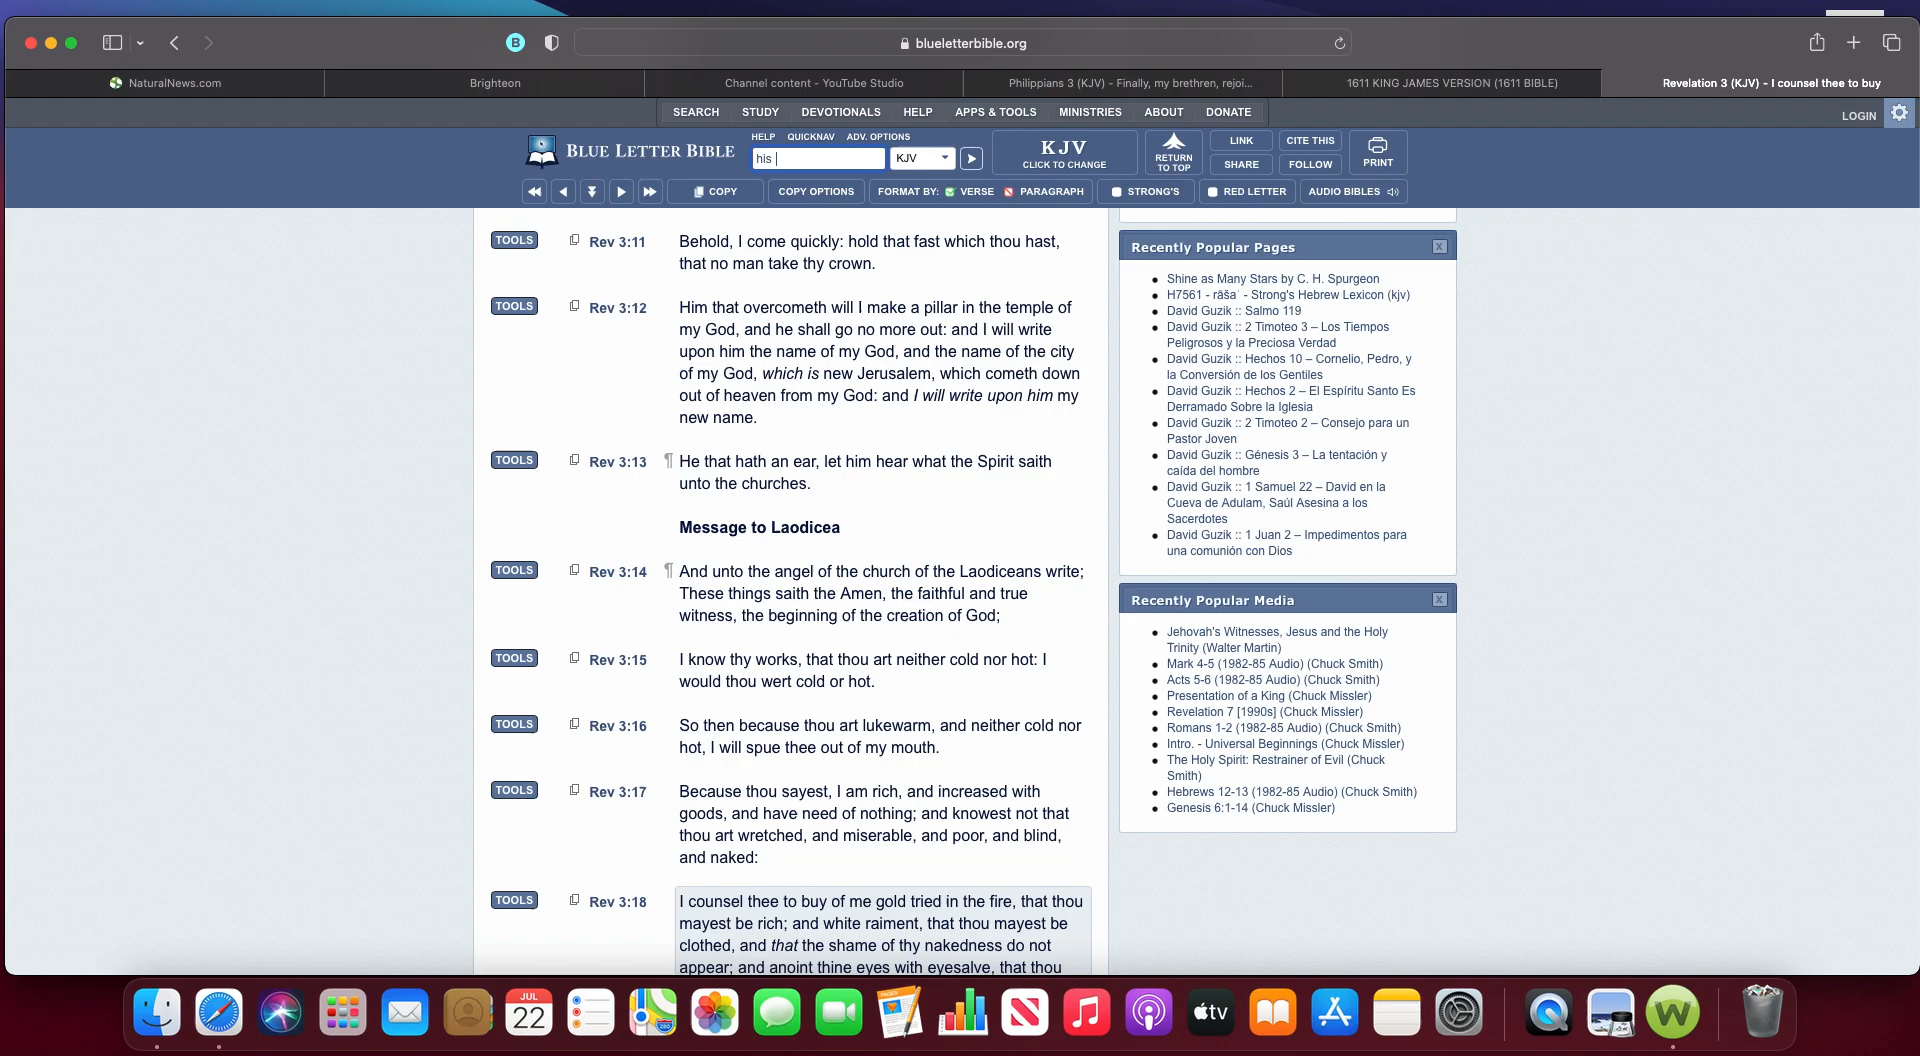 blueletterbible.org
NaturalNews.com
Brighteon
Channel content - YouTube Studio
Philippians 3 (KJV) - Finally, my brethren, rejoi...
1611 KING JAMES VERSION (1611 BIBLE)
Revelation 3 (KJV) - I counsel thee to buy
SEARCH STUDY DEVOTIONALS HELP APPS & TOOLS MINISTRIES ABOUT DONATE
LOGIN
BLUE LETTER BIBLE
HELP QUICKNAV ADV. OPTIONS
his
KJV
KJV
CLICK TO CHANGE
RETURN
TO TOP
LINK
CITE THIS
SHARE
FOLLOW
PRINT
COPY
COPY OPTIONS
FORMAT BY: VERSE PARAGRAPH
STRONG'S
RED LETTER
AUDIO BIBLES
TOOLS Rev 3:11 Behold, I come quickly: hold that fast which thou hast,
that no man take thy crown.
TOOLS Rev 3:12 Him that overcometh will I make a pillar in the temple of
my God, and he shall go no more out: and I will write
upon him the name of my God, and the name of the city
of my God, which is new Jerusalem, which cometh down
out of heaven from my God: and I will write upon him my
new name.
TOOLS Rev 3:13 ¶ He that hath an ear, let him hear what the Spirit saith
unto the churches.
Message to Laodicea
TOOLS Rev 3:14 ¶ And unto the angel of the church of the Laodiceans write;
These things saith the Amen, the faithful and true
witness, the beginning of the creation of God;
TOOLS Rev 3:15 I know thy works, that thou art neither cold nor hot: I
would thou wert cold or hot.
TOOLS Rev 3:16 So then because thou art lukewarm, and neither cold nor
hot, I will spue thee out of my mouth.
TOOLS Rev 3:17 Because thou sayest, I am rich, and increased with
goods, and have need of nothing; and knowest not that
thou art wretched, and miserable, and poor, and blind,
and naked:
TOOLS Rev 3:18 I counsel thee to buy of me gold tried in the fire, that thou
mayest be rich; and white raiment, that thou mayest be
clothed, and that the shame of thy nakedness do not
appear; and anoint thine eyes with eyesalve, that thou
Recently Popular Pages
Shine as Many Stars by C. H. Spurgeon
H7561 - rāšaʿ - Strong's Hebrew Lexicon (kjv)
David Guzik :: Salmo 119
David Guzik :: 2 Timoteo 3 – Los Tiempos
Peligrosos y la Preciosa Verdad
David Guzik :: Hechos 10 – Cornelio, Pedro, y
la Conversión de los Gentiles
David Guzik :: Hechos 2 – El Espíritu Santo Es
Derramado Sobre la Iglesia
David Guzik :: 2 Timoteo 2 – Consejo para un
Pastor Joven
David Guzik :: Génesis 3 – La tentación y
caída del hombre
David Guzik :: 1 Samuel 22 – David en la
Cueva de Adulam, Saúl Asesina a los
Sacerdotes
David Guzik :: 1 Juan 2 – Impedimentos para
una comunión con Dios
Recently Popular Media
Jehovah's Witnesses, Jesus and the Holy
Trinity (Walter Martin)
Mark 4-5 (1982-85 Audio) (Chuck Smith)
Acts 5-6 (1982-85 Audio) (Chuck Smith)
Presentation of a King (Chuck Missler)
Revelation 7 [1990s] (Chuck Missler)
Romans 1-2 (1982-85 Audio) (Chuck Smith)
Intro. - Universal Beginnings (Chuck Missler)
The Holy Spirit: Restrainer of Evil (Chuck
Smith)
Hebrews 12-13 (1982-85 Audio) (Chuck Smith)
Genesis 6:1-14 (Chuck Missler)
JUL
22
280
PAGES
tv
W